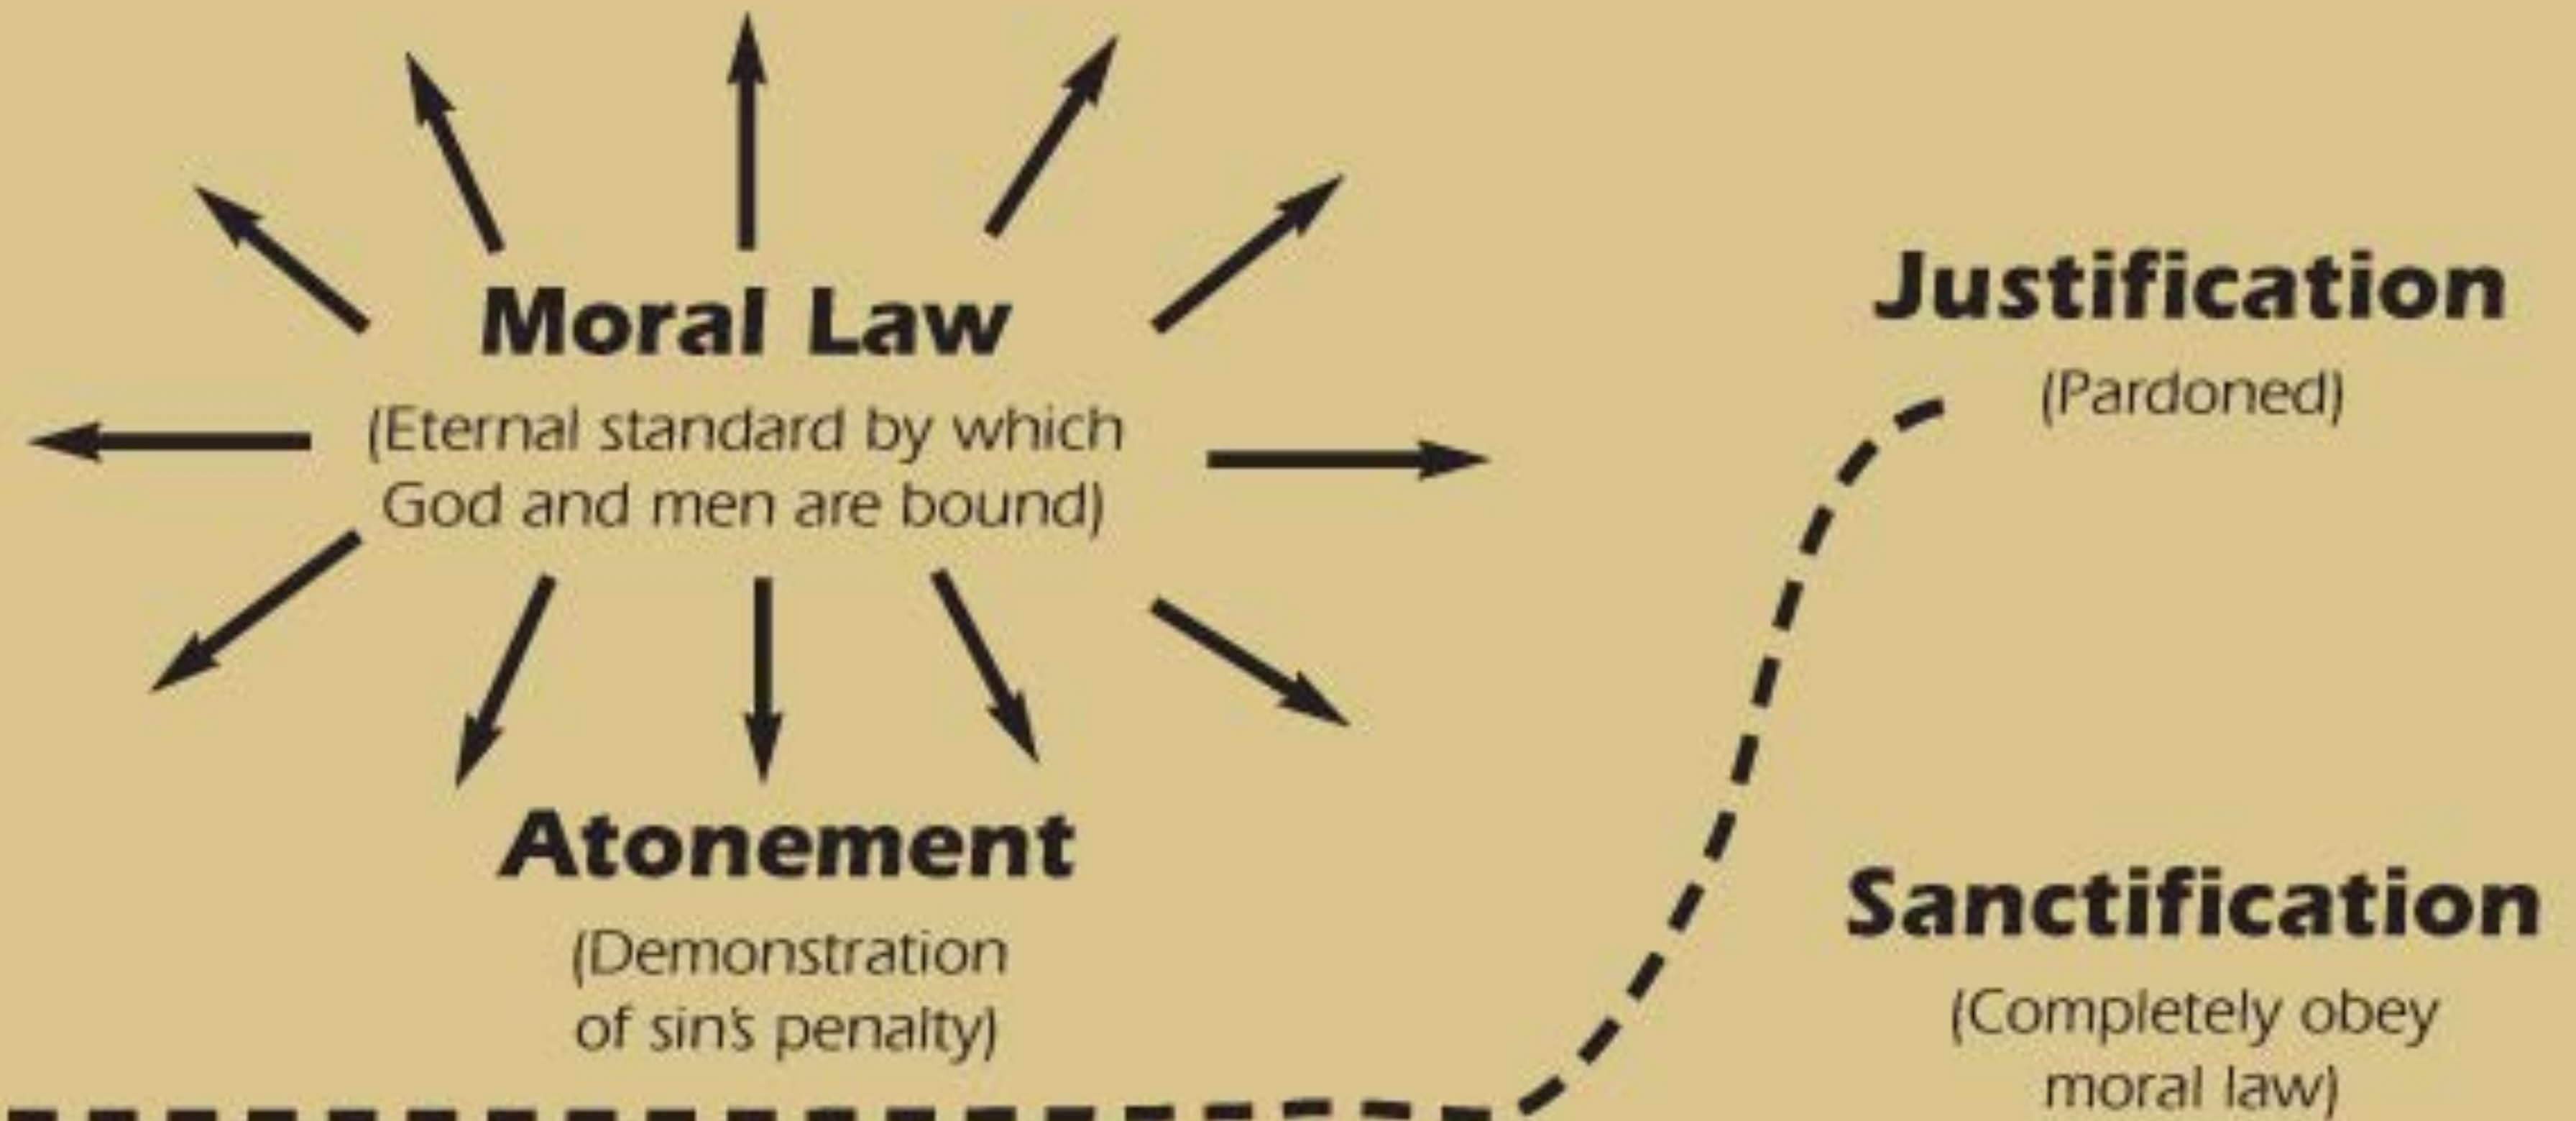 Moral Law
(Eternal standard by which
God and men are bound)
Atonement
(Demonstration
of sin's penalty)
Justification
(Pardoned)
Sanctification
(Completely obey
moral law)